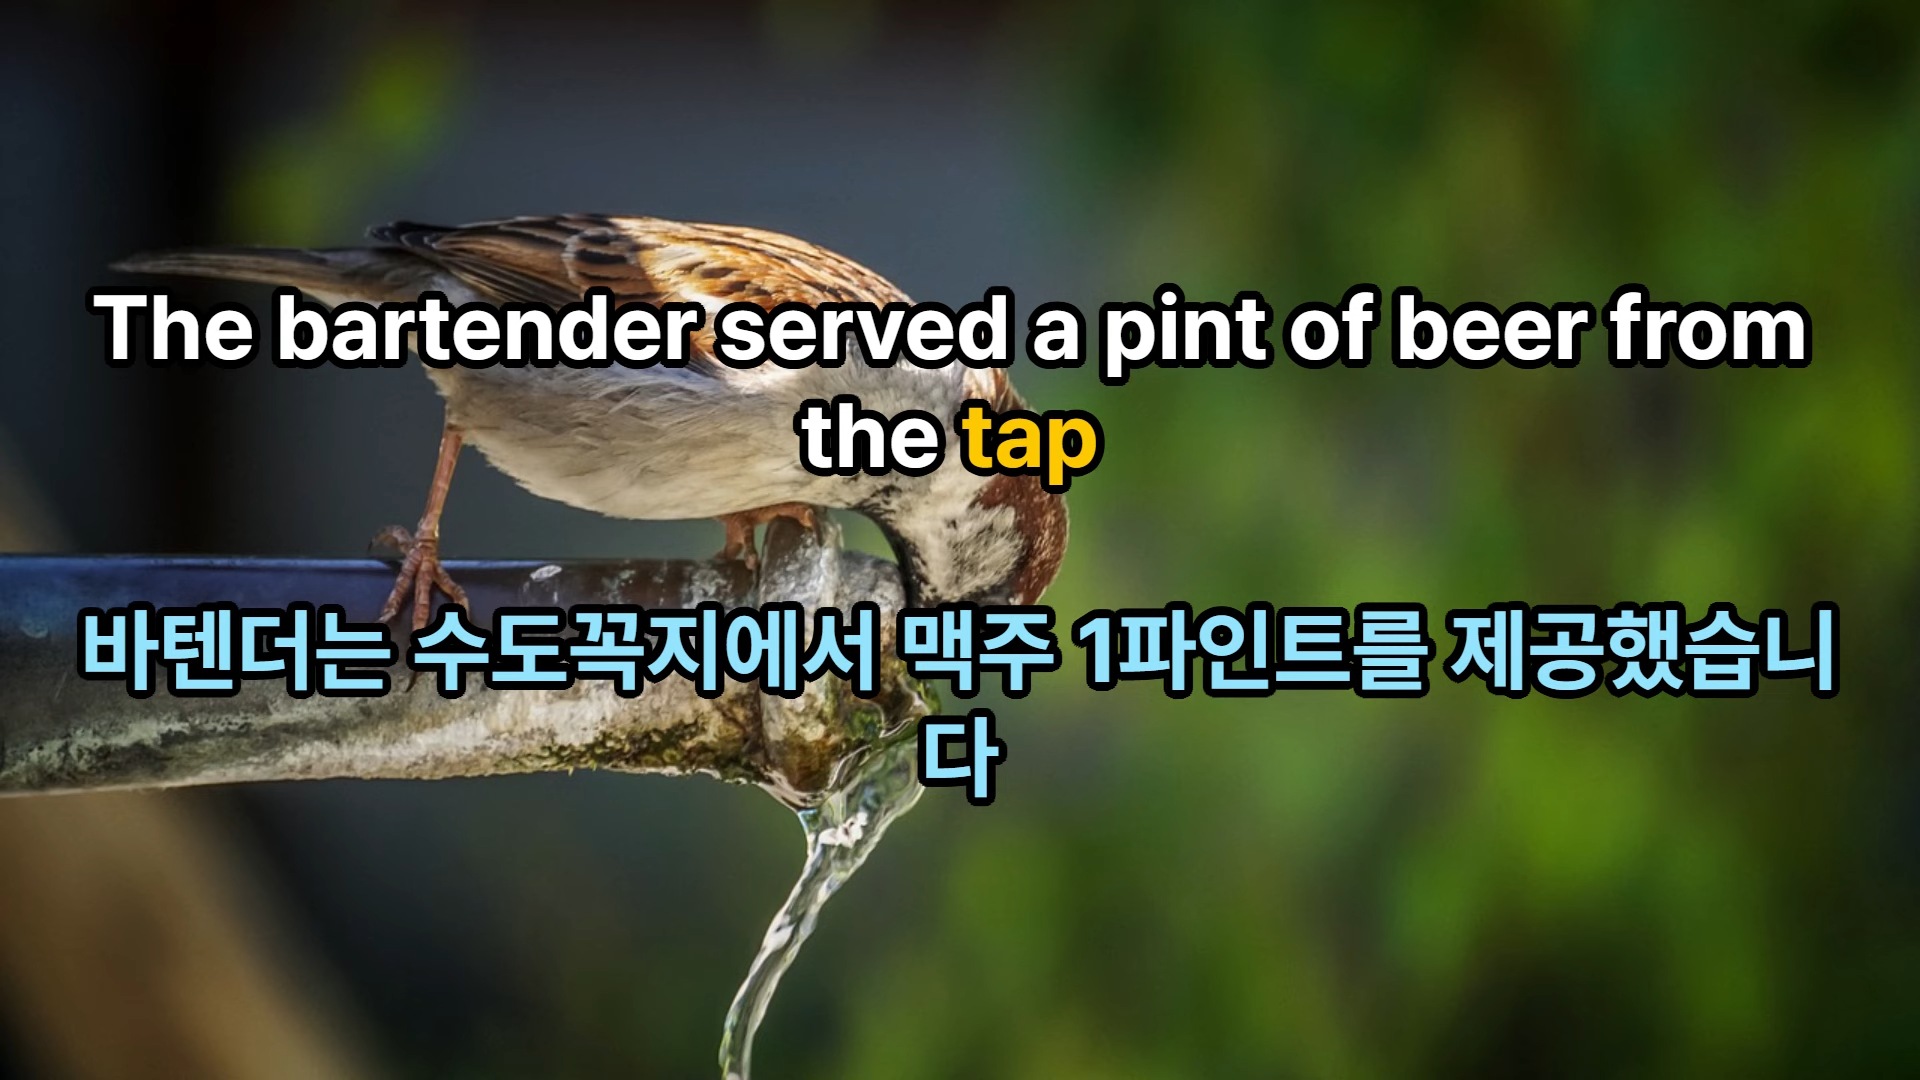 The bartender served a pint of beer from
the tap
바텐더는 수도꼭지에서 맥주 1파인트를 제공했습니
다